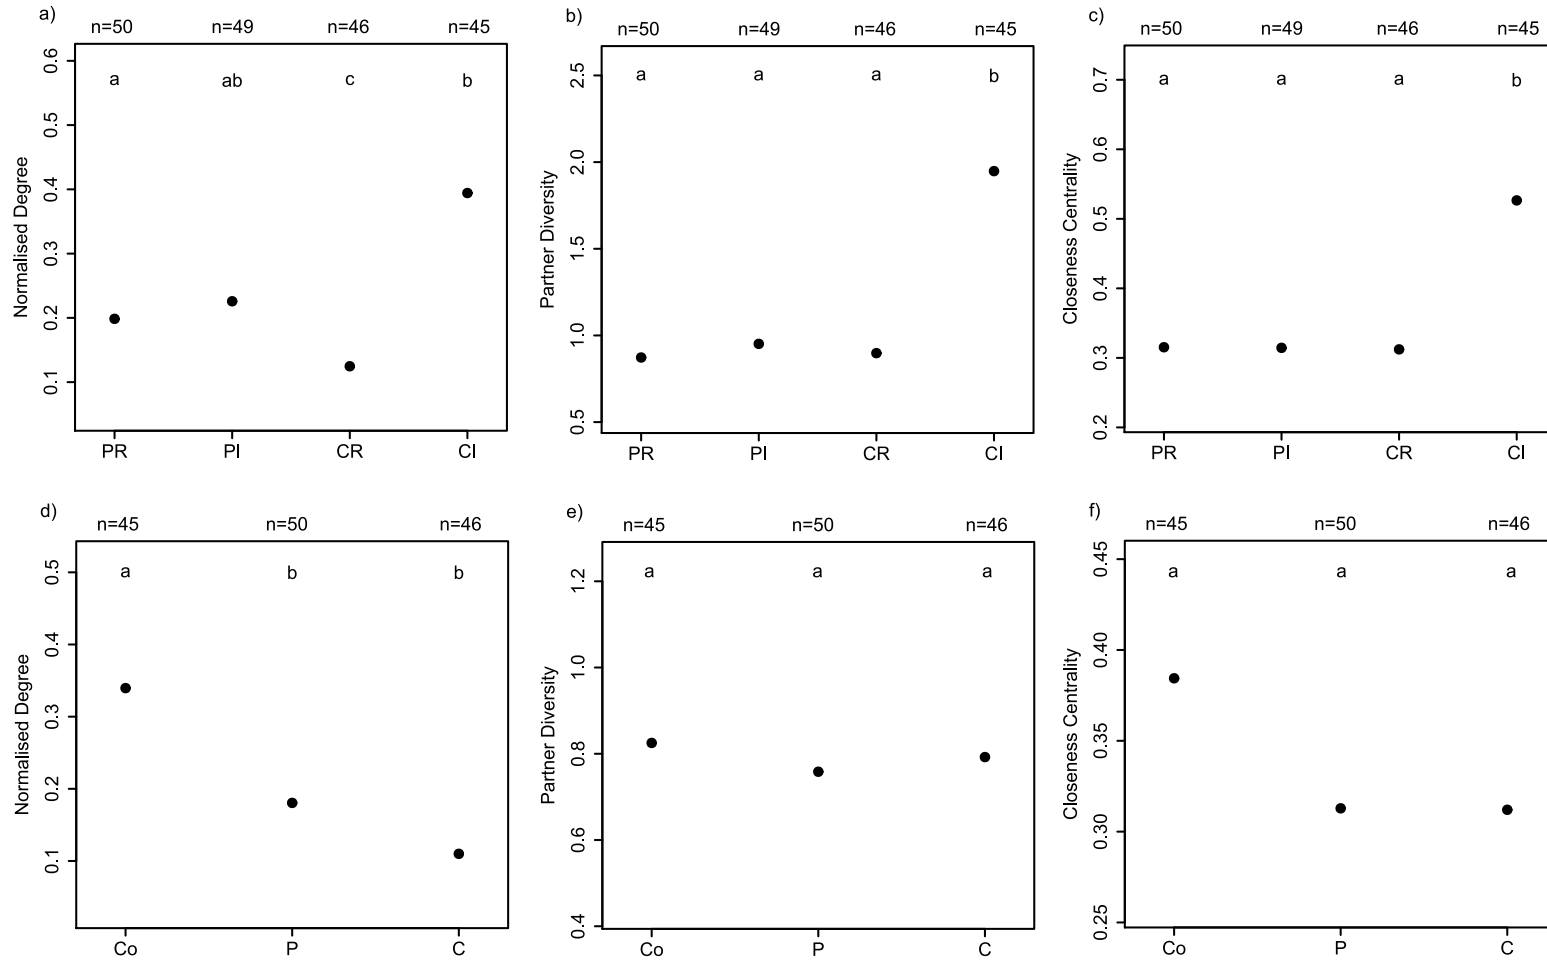 a)
n=50 n=49 n=46 n=45
a ab c b
Normalised Degree
0.1 0.2 0.3 0.4 0.5 0.6
PR PI CR CI
b)
n=50 n=49 n=46 n=45
a a a b
Partner Diversity
0.5 1.0 1.5 2.0 2.5
PR PI CR CI
c)
n=50 n=49 n=46 n=45
a a a b
Closeness Centrality
0.2 0.3 0.4 0.5 0.6 0.7
PR PI CR CI
d)
n=45 n=50 n=46
a b b
Normalised Degree
0.1 0.2 0.3 0.4 0.5
Co P C
e)
n=45 n=50 n=46
a a a
Partner Diversity
0.4 0.6 0.8 1.0 1.2
Co P C
f)
n=45 n=50 n=46
a a a
Closeness Centrality
0.25 0.30 0.35 0.40 0.45
Co P C